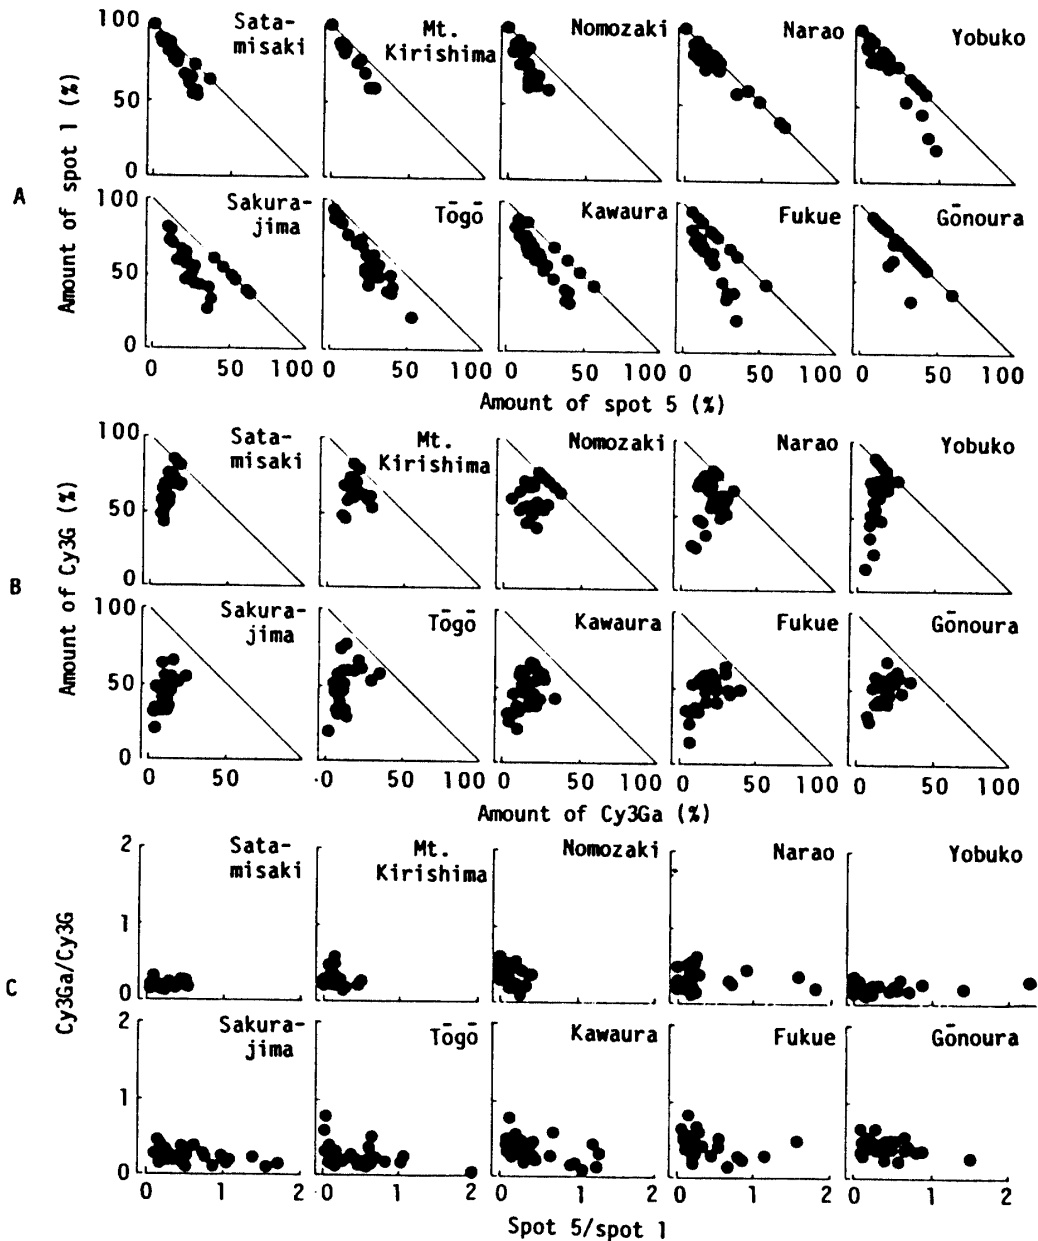 A
Amount of spot 1 (%)
100
50
0
Sata-
misaki
Mt.
Kirishima
Nomozaki
Narao
Yobuko
100
50
0
Sakura-
jima
Tōgō
Kawaura
Fukue
Gōnoura
0 50 100
0 50 100
0 50 100
0 50 100
0 50 100
Amount of spot 5 (%)
B
Amount of Cy3G (%)
100
50
0
Sata-
misaki
Mt.
Kirishima
Nomozaki
Narao
Yobuko
100
50
0
Sakura-
jima
Tōgō
Kawaura
Fukue
Gōnoura
0 50
0 50 100
0 50 100
0 50 100
0 50 100
Amount of Cy3Ga (%)
C
Cy3Ga/Cy3G
2
1
0
Sata-
misaki
Mt.
Kirishima
Nomozaki
Narao
Yobuko
2
1
0
Sakura-
jima
Tōgō
Kawaura
Fukue
Gōnoura
0 1 2
0 1 2
0 1 2
0 1 2
0 1 2
Spot 5/spot 1